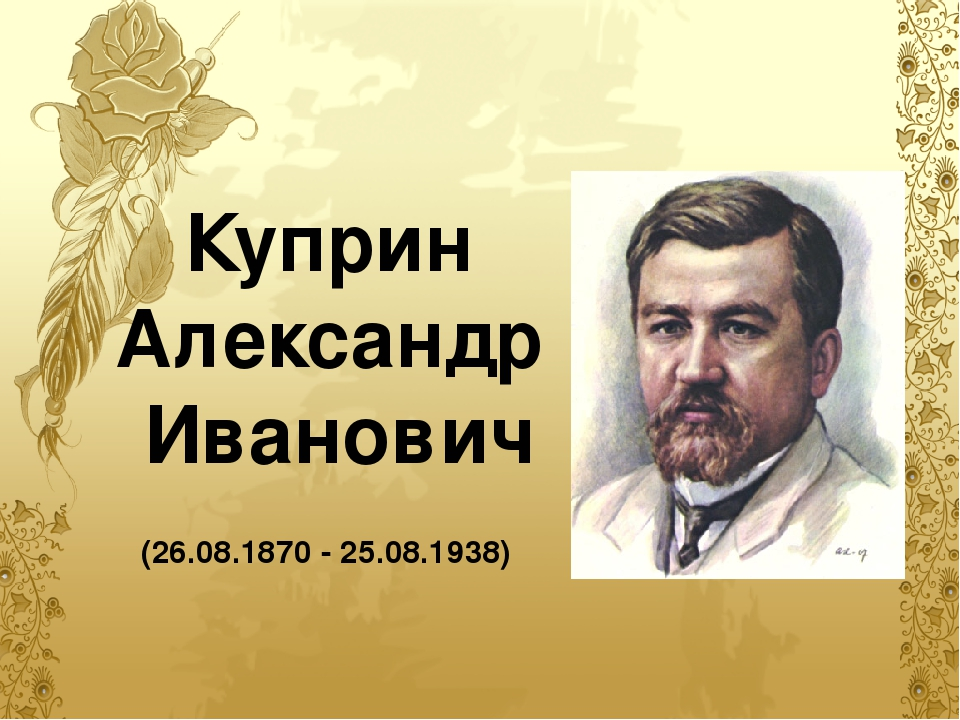 Куприн
Александр
Иванович
(26.08.1870 - 25.08.1938)